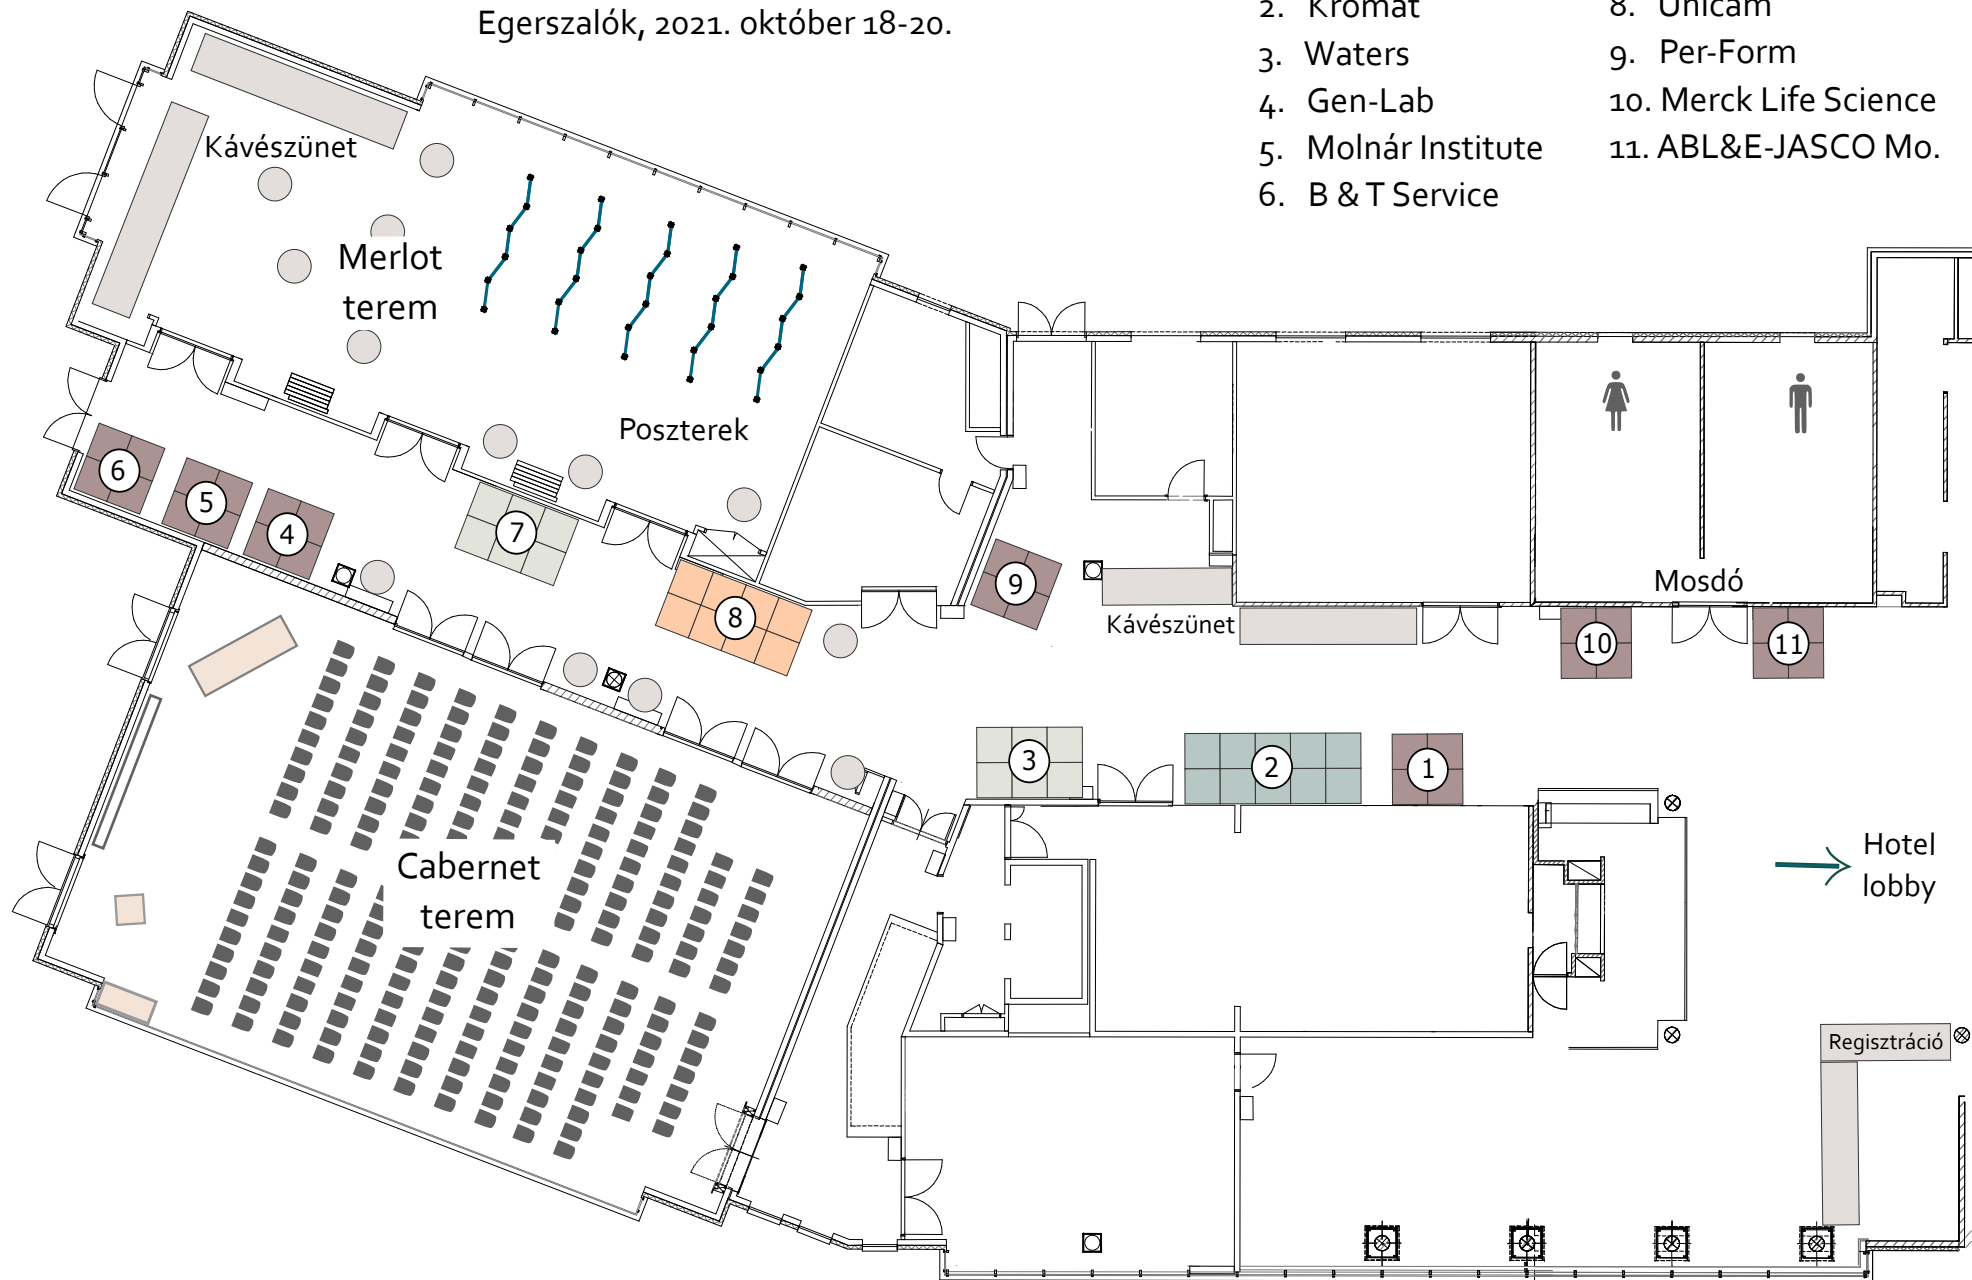 Egerszalók, 2021. október 18-20.
2. Kromat
3. Waters
4. Gen-Lab
5. Molnár Institute
6. B & T Service
8. Unicam
9. Per-Form
10. Merck Life Science
11. ABL&E-JASCO Mo.
Kávészünet
Merlot
terem
Poszterek
6
5
4
7
8
9
Kávészünet
Mosdó
10
11
3
2
1
Cabernet
terem
Hotel
lobby
Regisztráció